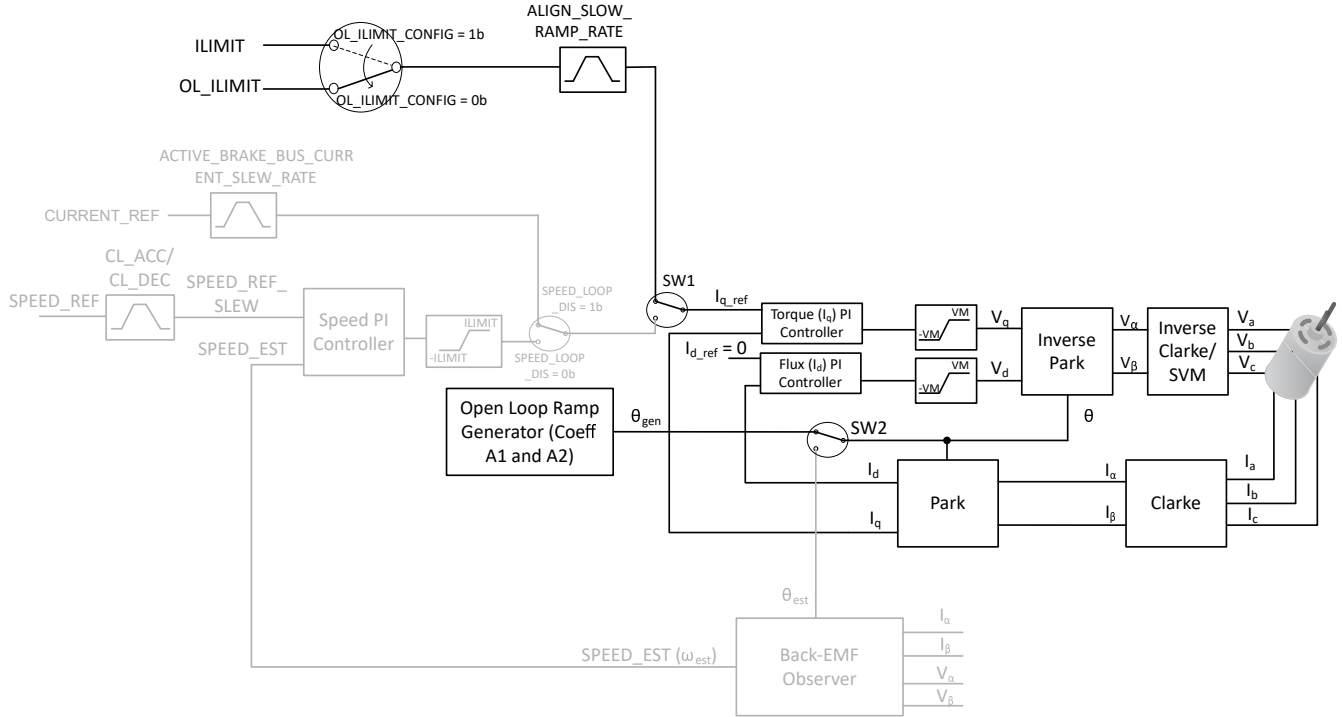 ALIGN_SLOW_
RAMP_RATE
OL_ILIMIT_CONFIG = 1b
ILIMIT
OL_ILIMIT
OL_ILIMIT_CONFIG = 0b
ACTIVE_BRAKE_BUS_CURR
ENT_SLEW_RATE
CURRENT_REF
CL_ACC/
CL_DEC
SPEED_REF
SPEED_REF_
SLEW
SPEED_EST
Speed PI
Controller
ILIMIT
-ILIMIT
SPEED_LOOP
_DIS = 1b
SPEED_LOOP
_DIS = 0b
SW1
Iq_ref
Torque (Iq) PI
Controller
Id_ref = 0
Flux (Id) PI
Controller
VM
-VM
Vq
VM
-VM
Vd
Inverse
Park
Vα
Vβ
Inverse
Clarke/
SVM
Va
Vb
Vc
Open Loop Ramp
Generator (Coeff
A1 and A2)
θgen
SW2
θ
Id
Iq
Park
Iα
Iβ
Clarke
Ia
Ib
Ic
θest
SPEED_EST (ωest)
Back-EMF
Observer
Iα
Iβ
Vα
Vβ